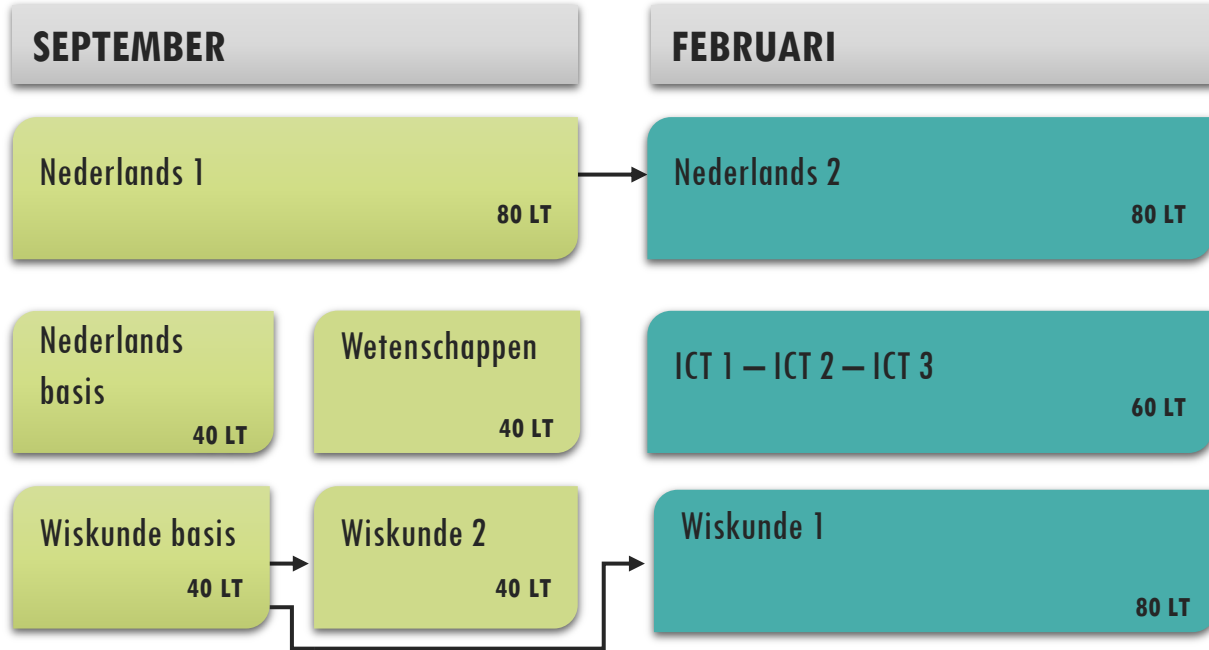 SEPTEMBER
FEBRUARI
Nederlands 1
80 LT
Nederlands 2
80 LT
Nederlands
basis
40 LT
Wetenschappen
40 LT
ICT 1 – ICT 2 – ICT 3
60 LT
Wiskunde basis
40 LT
Wiskunde 2
40 LT
Wiskunde 1
80 LT